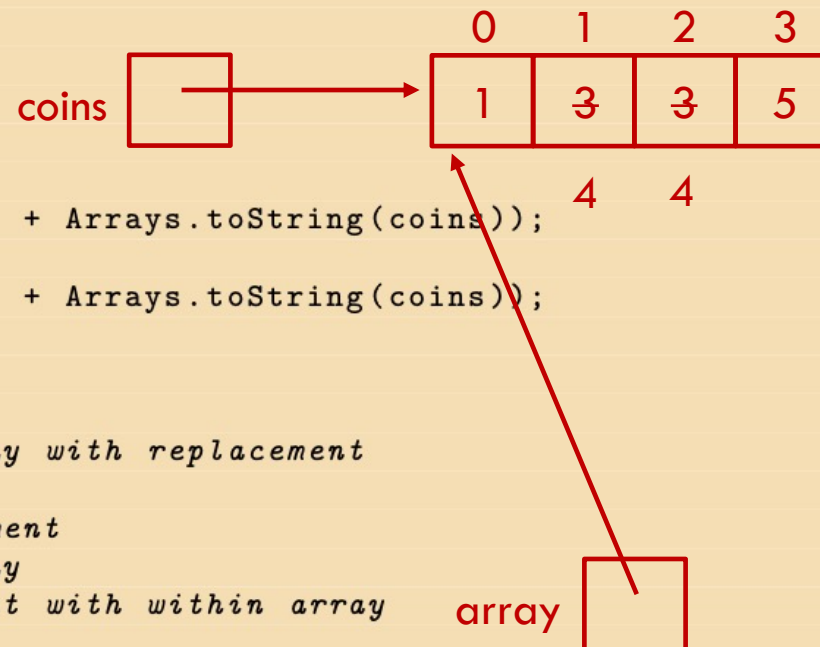 0 1 2 3
coins 1 3 3 5
4 4
+ Arrays.toString(coins));
+ Arrays.toString(coins));
y with replacement
ent
y
t with within array
array